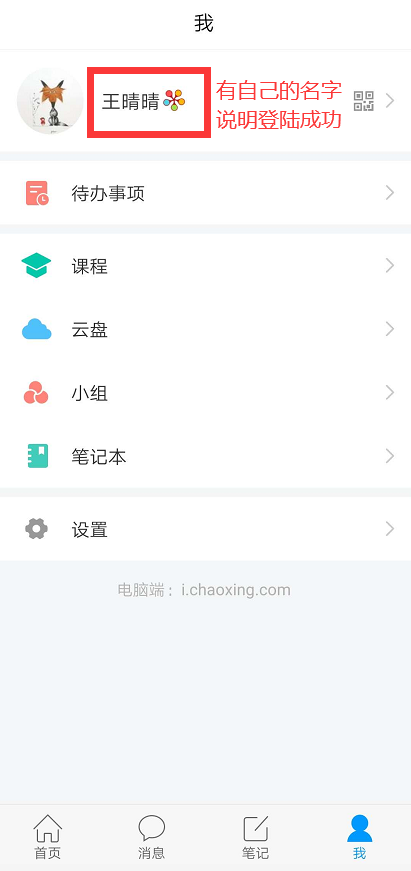 我
王晴晴
有自己的名字
说明登陆成功
待办事项
课程
云盘
小组
笔记本
设置
电脑端：i.chaoxing.com
首页
消息
笔记
我